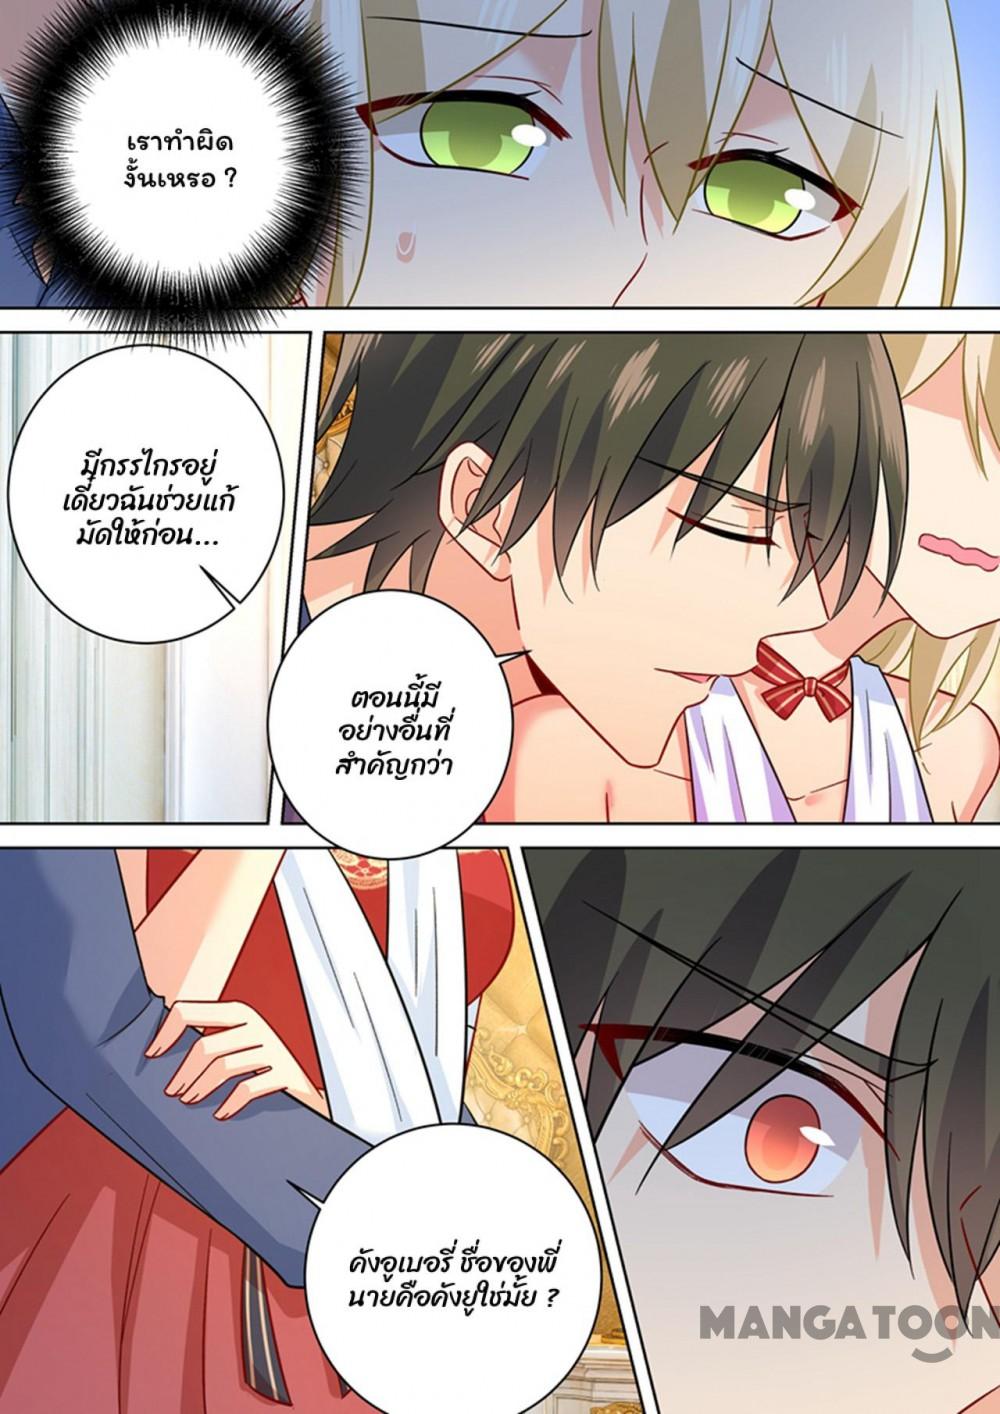 เราทำผิด
งั้นเหรอ ?
มีกรรไกรอยู่
เดี๋ยวฉันช่วยแก้
มัดให้ก่อน...
ตอนนี้มี
อย่างอื่นที่
สำคัญกว่า
คังอูเบอรี่ ชื่อของพี่
นายคือคังยูใช่มั้ย ?
MANGATOON